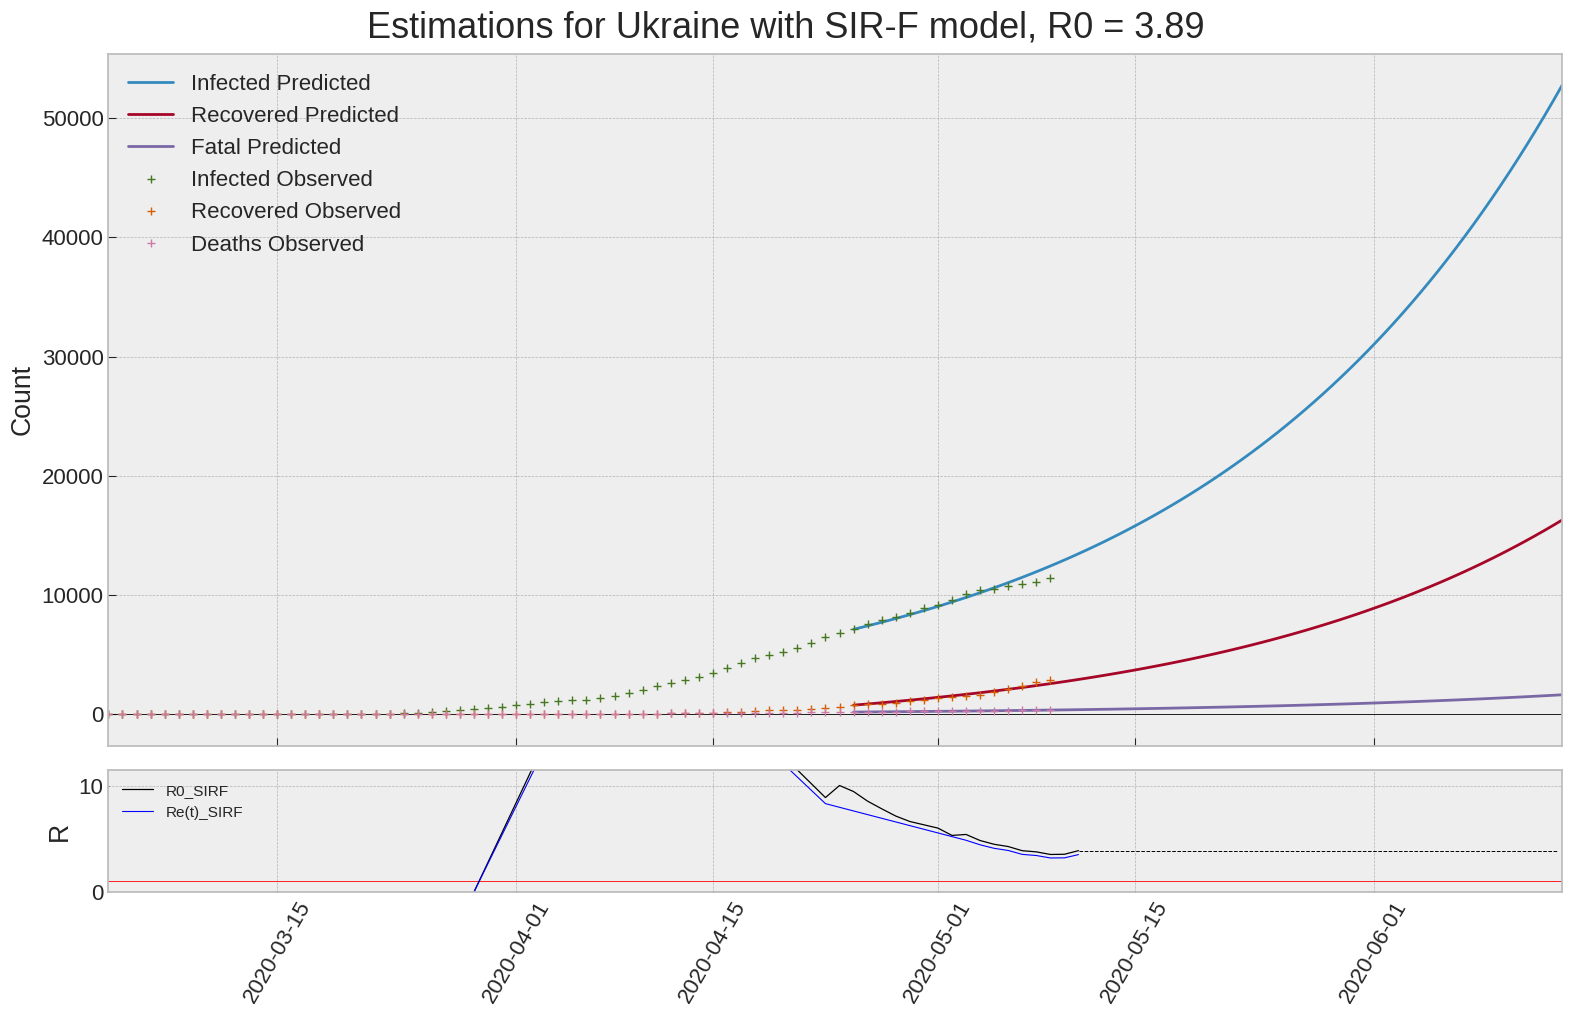 Estimations for Ukraine with SIR-F model, R0 = 3.89
Infected Predicted
Recovered Predicted
Fatal Predicted
Infected Observed
Recovered Observed
Deaths Observed
Count
50000
40000
30000
20000
10000
0
R0_SIRF
Re(t)_SIRF
R
10
0
2020-03-15
2020-04-01
2020-04-15
2020-05-01
2020-05-15
2020-06-01